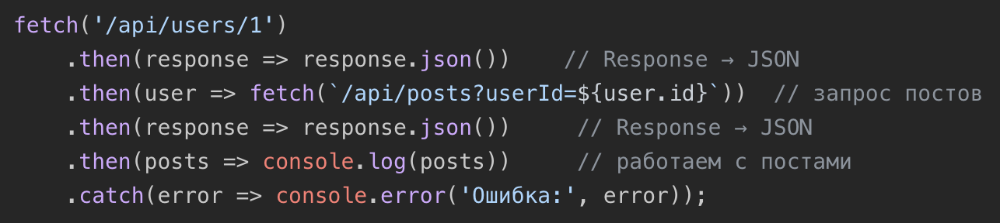 fetch('/api/users/1')
    .then(response => response.json())    // Response → JSON
    .then(user => fetch(`/api/posts?userId=${user.id}`))  // запрос постов
    .then(response => response.json())     // Response → JSON
    .then(posts => console.log(posts))     // работаем с постами
    .catch(error => console.error('Ошибка:', error));